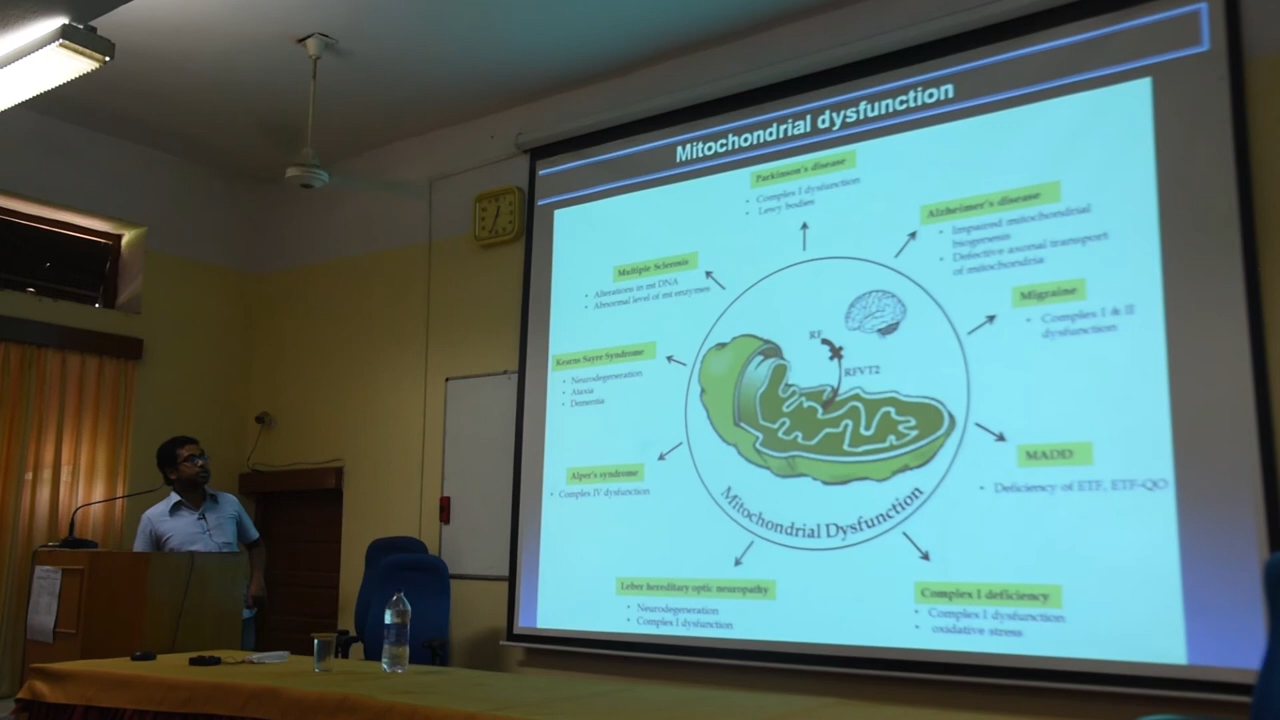 Mitochondrial dysfunction
Parkinson's disease
• Complex I dysfunction
• Lewy bodies
Alzheimer's disease
• Impaired mitochondrial
biogenesis
• Defective axonal transport
of mitochondria
Multiple Sclerosis
• Alterations in mt DNA
• Abnormal level of mt enzymes
Migraine
• Complex I & II
dysfunction
Kearns Sayre Syndrome
• Neurodegeneration
• Ataxia
• Dementia
RF
RFVT2
MADD
• Deficiency of ETF, ETF-QO
Alper's syndrome
• Complex IV dysfunction
Mitochondrial Dysfunction
Leber hereditary optic neuropathy
• Neurodegeneration
• Complex I dysfunction
Complex I deficiency
• Complex I dysfunction
• oxidative stress